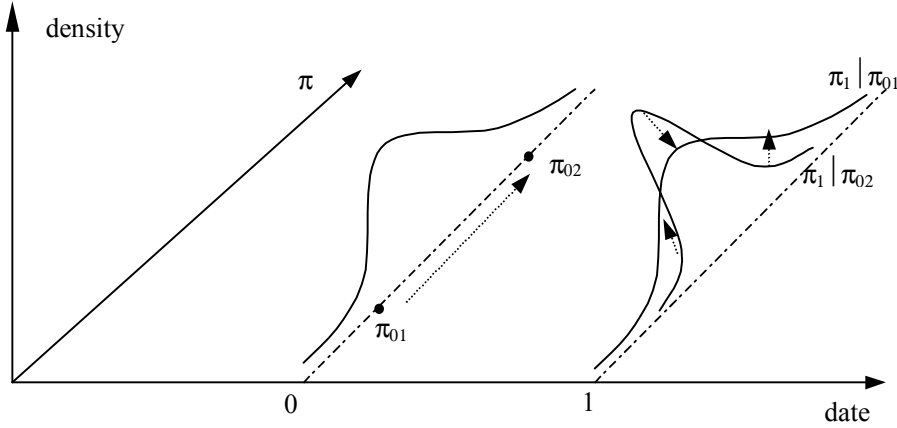 density
π
π₁ | π₀₁
π₀₂
π₁ | π₀₂
π₀₁
0
1
date